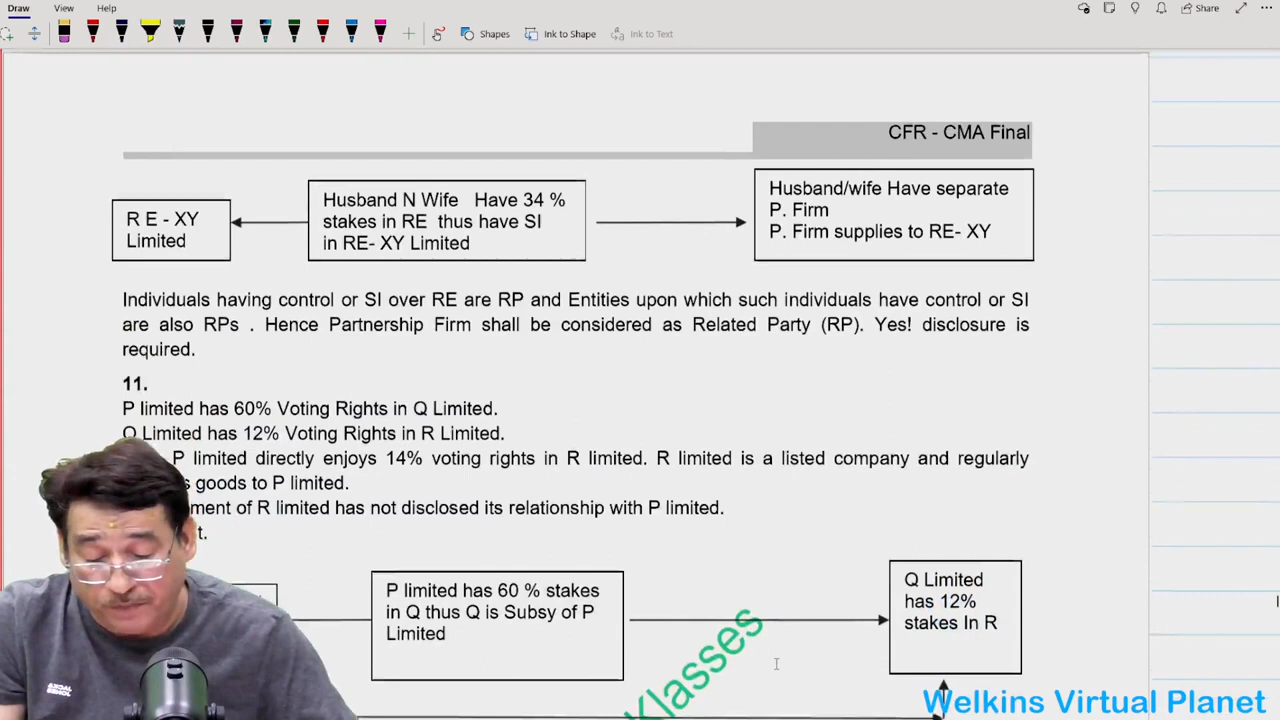 Draw View Help
Shapes Ink to Shape Ink to Text Share
CFR - CMA Final
R E - XY
Limited
Husband N Wife Have 34 %
stakes in RE thus have SI
in RE- XY Limited
Husband/wife Have separate
P. Firm
P. Firm supplies to RE- XY
Individuals having control or SI over RE are RP and Entities upon which such individuals have control or SI
are also RPs . Hence Partnership Firm shall be considered as Related Party (RP). Yes! disclosure is
required.
11.
P limited has 60% Voting Rights in Q Limited.
Q Limited has 12% Voting Rights in R Limited.
P limited directly enjoys 14% voting rights in R limited. R limited is a listed company and regularly
goods to P limited.
of R limited has not disclosed its relationship with P limited.
P limited has 60 % stakes
in Q thus Q is Subsy of P
Limited
Q Limited
has 12%
stakes In R
Klasses
Welkins Virtual Planet